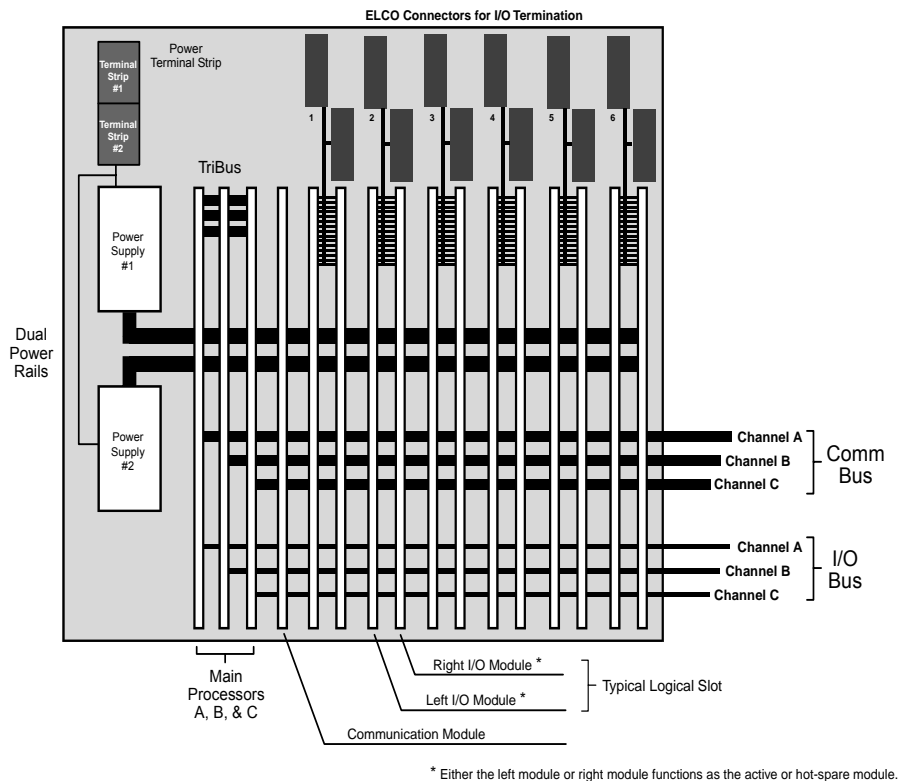 ELCO Connectors for I/O Termination
Power
Terminal Strip
Terminal
Strip
#1
Terminal
Strip
#2
1
2
3
4
5
6
TriBus
Power
Supply
#1
Dual
Power
Rails
Power
Supply
#2
Channel A
Channel B
Channel C
Comm
Bus
Channel A
Channel B
Channel C
I/O
Bus
Main
Processors
A, B, & C
Right I/O Module *
Left I/O Module *
Typical Logical Slot
Communication Module
* Either the left module or right module functions as the active or hot-spare module.